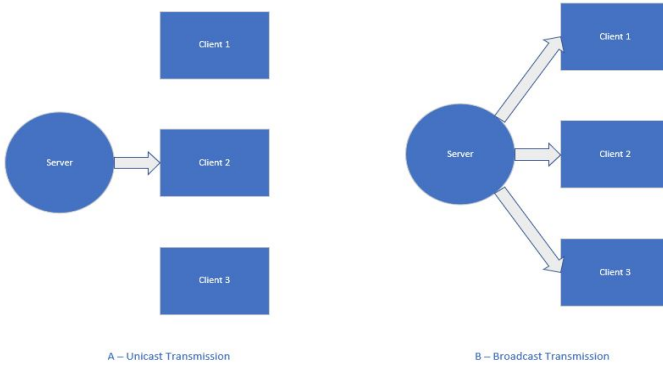 Client 1
Server
Client 2
Client 3
A – Unicast Transmission
Client 1
Server
Client 2
Client 3
B – Broadcast Transmission